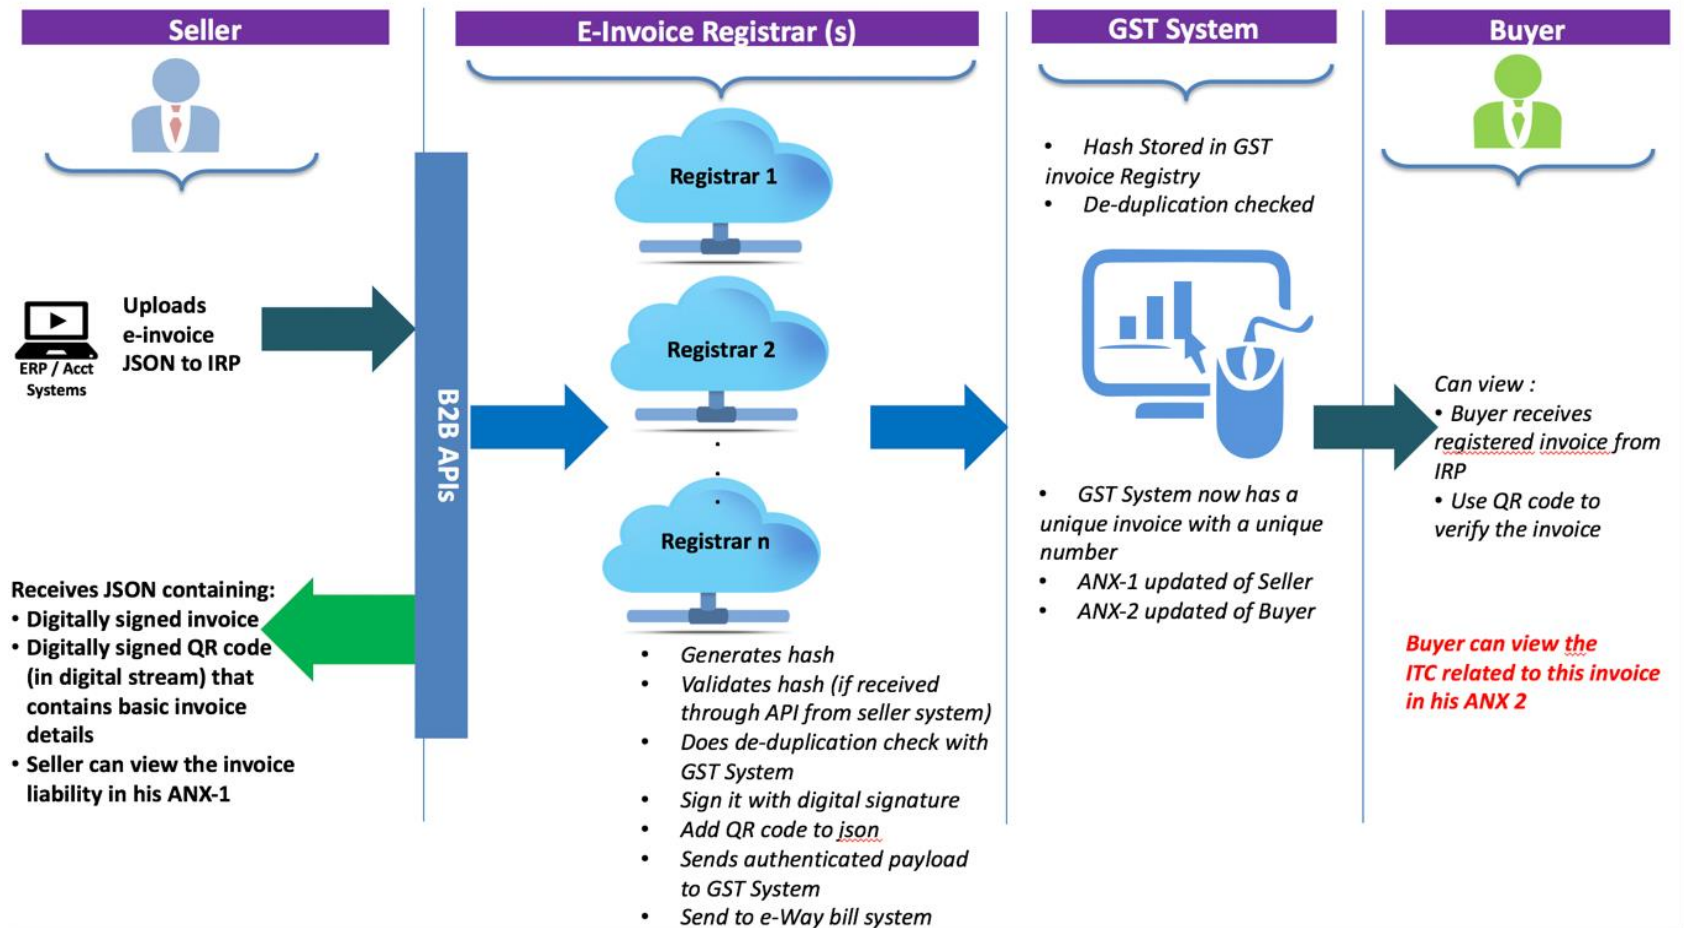 Seller
E-Invoice Registrar (s)
GST System
Buyer
ERP / Acct
Systems
Uploads
e-invoice
JSON to IRP
Receives JSON containing:
• Digitally signed invoice
• Digitally signed QR code
(in digital stream) that
contains basic invoice
details
• Seller can view the invoice
liability in his ANX-1
B2B APIs
Registrar 1
Registrar 2
.
.
.
Registrar n
• Generates hash
• Validates hash (if received
through API from seller system)
• Does de-duplication check with
GST System
• Sign it with digital signature
• Add QR code to json
• Sends authenticated payload
to GST System
• Send to e-Way bill system
• Hash Stored in GST
invoice Registry
• De-duplication checked
• GST System now has a
unique invoice with a unique
number
• ANX-1 updated of Seller
• ANX-2 updated of Buyer
Can view :
• Buyer receives
registered invoice from
IRP
• Use QR code to
verify the invoice
Buyer can view the
ITC related to this invoice
in his ANX 2